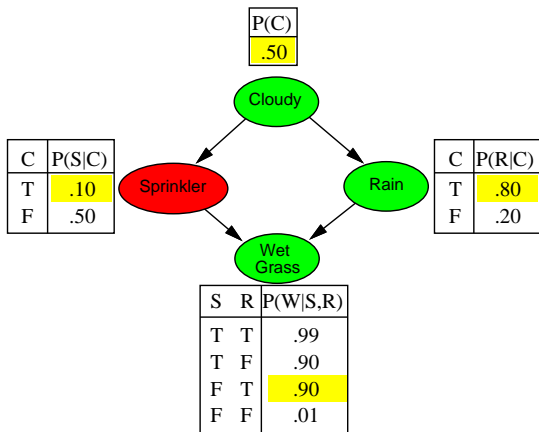 P(C)
.50
Cloudy
C P(S|C)
T .10
F .50
Sprinkler
Rain
C P(R|C)
T .80
F .20
Wet
Grass
S R P(W|S,R)
T T .99
T F .90
F T .90
F F .01